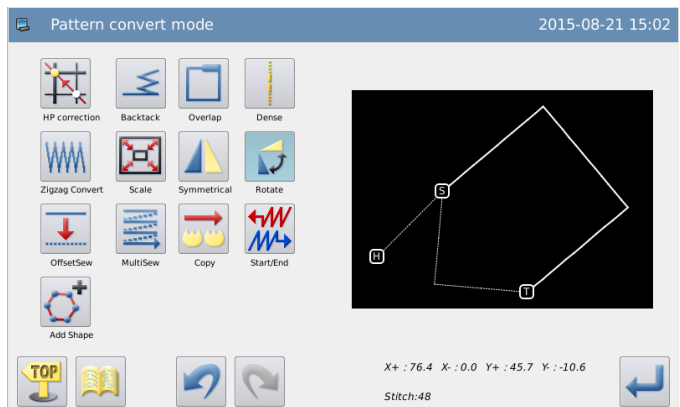 Pattern convert mode 2015-08-21 15:02
HP correction Backtack Overlap Dense
Zigzag Convert Scale Symmetrical Rotate
OffsetSew MultiSew Copy Start/End
Add Shape
S
H
T
TOP
X+ : 76.4 X- : 0.0 Y+ : 45.7 Y- : -10.6
Stitch:48